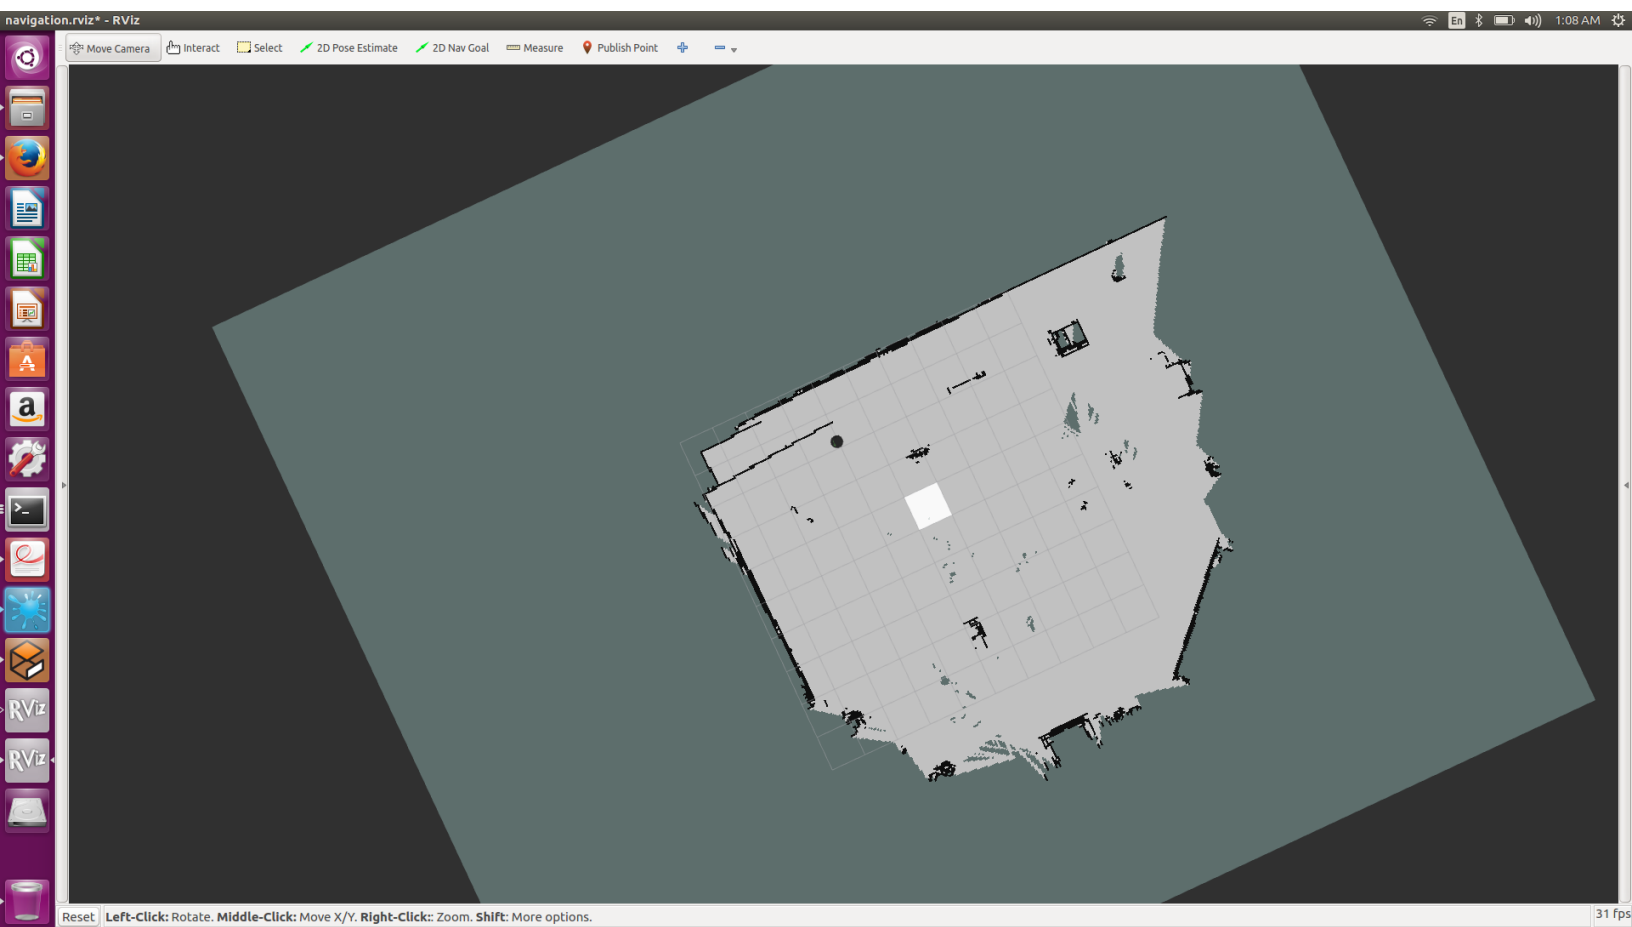 navigation.rviz* - RViz
En
1:08 AM
Move Camera
Interact
Select
2D Pose Estimate
2D Nav Goal
Measure
Publish Point
A
a
>_
RViz
RViz
Reset
Left-Click: Rotate. Middle-Click: Move X/Y. Right-Click:: Zoom. Shift: More options.
31 fps